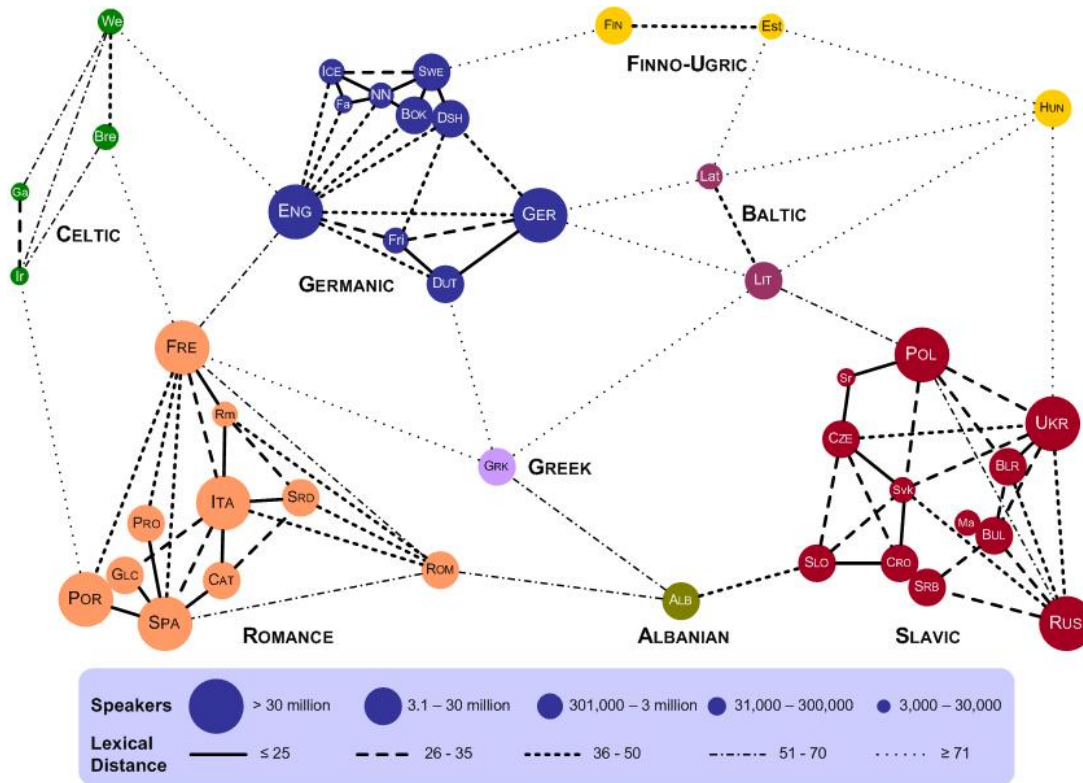 We
FIN
Est
ICE
SWE
FINNO-UGRIC
Fa
NN
BOK
DSH
HUN
Bre
Lat
Ga
ENG
GER
BALTIC
CELTIC
Fri
Ir
GERMANIC
DUT
LIT
FRE
POL
Sr
Rm
UKR
CZE
GRK
GREEK
BLR
ITA
SRD
Svk
PRO
Ma
BUL
GLC
CAT
ROM
SLO
CRO
POR
SRB
ALB
SPA
RUS
ROMANCE
ALBANIAN
SLAVIC
Speakers > 30 million 3.1 – 30 million 301,000 – 3 million 31,000 – 300,000 3,000 – 30,000
Lexical
Distance ≤ 25 26 - 35 36 - 50 51 - 70 ≥ 71